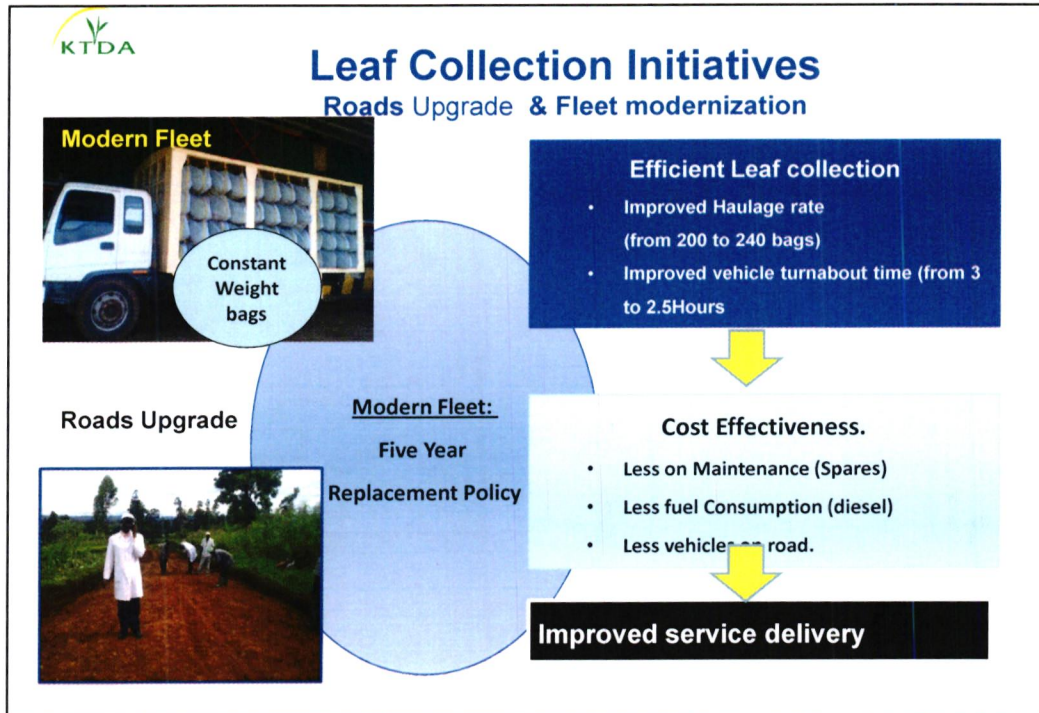 KTDA
Leaf Collection Initiatives
Roads Upgrade & Fleet modernization
Modern Fleet
Constant
Weight
bags
Roads Upgrade
Modern Fleet:
Five Year
Replacement Policy
Efficient Leaf collection
• Improved Haulage rate
(from 200 to 240 bags)
• Improved vehicle turnabout time (from 3
to 2.5Hours
Cost Effectiveness.
• Less on Maintenance (Spares)
• Less fuel Consumption (diesel)
• Less vehicles on road.
Improved service delivery